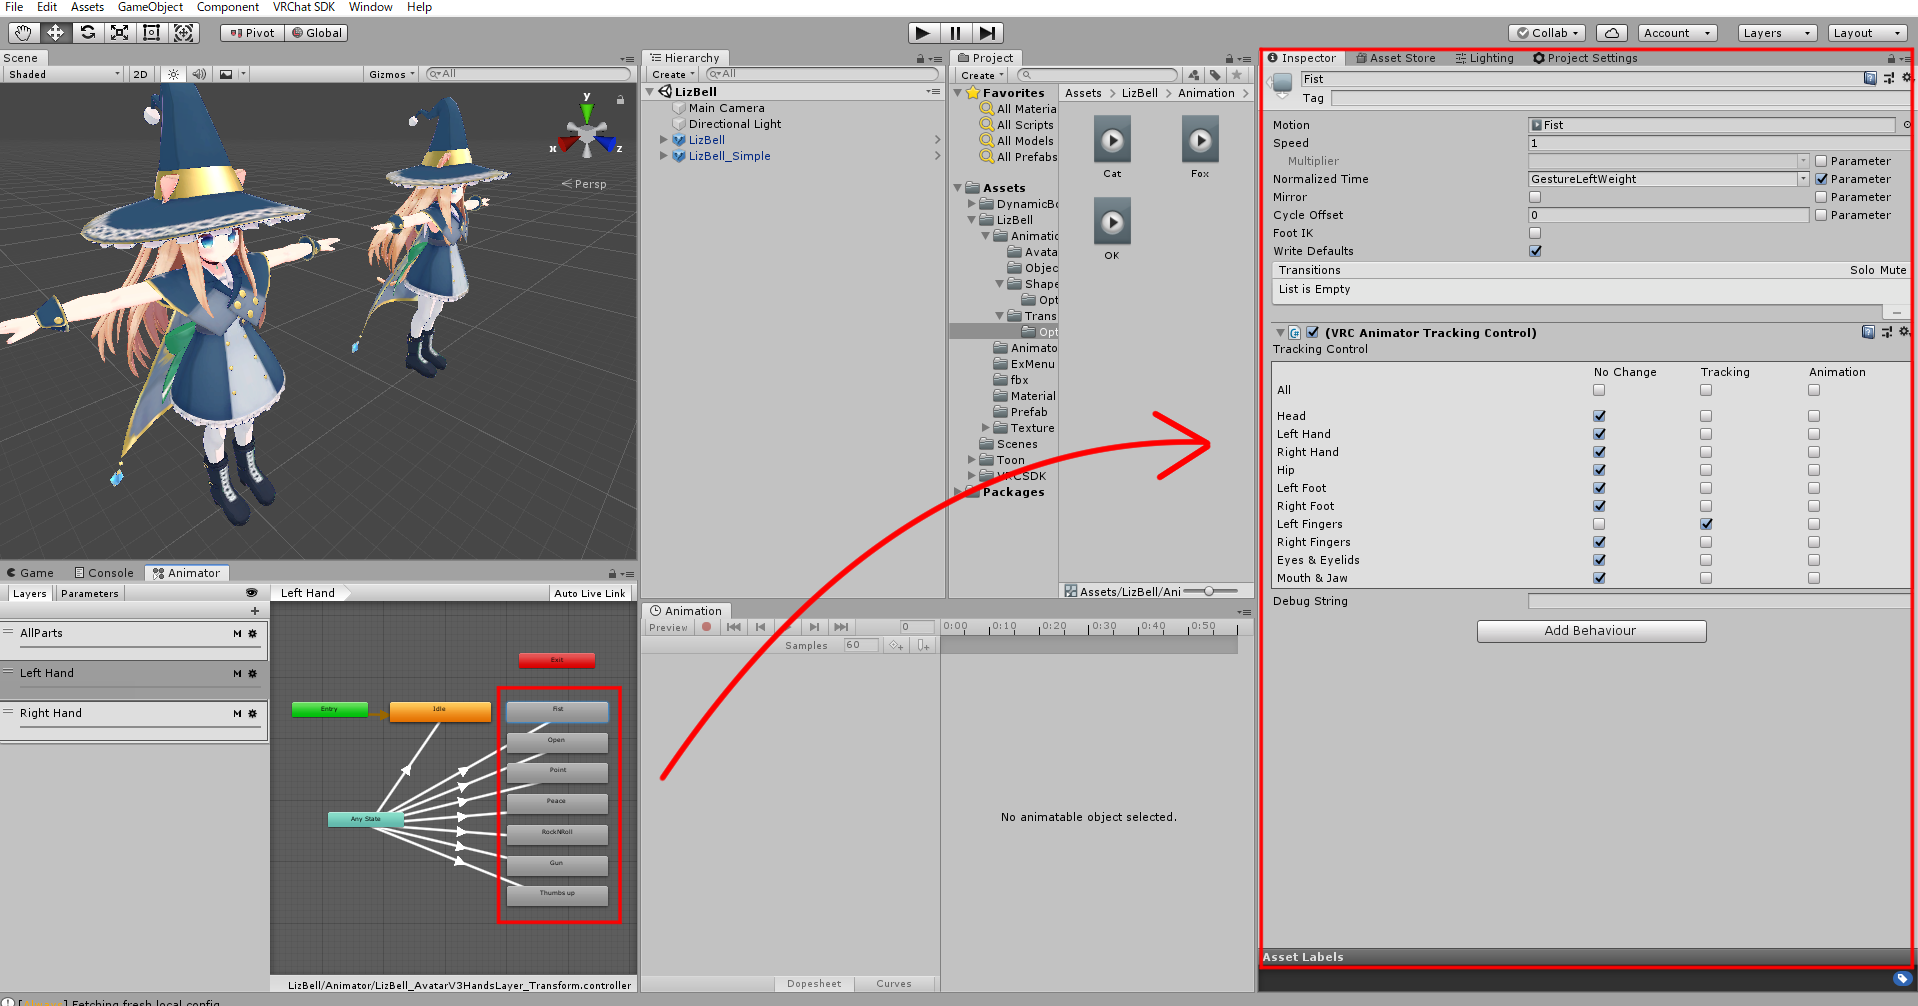 File Edit Assets GameObject Component VRChat SDK Window Help
Pivot Global
Collab Account Layers Layout
Scene
Shaded 2D Gizmos All
y
x
z
Persp
Hierarchy
Create All
LizBell
Main Camera
Directional Light
LizBell
LizBell_Simple
Project
Create
Favorites
All Materia
All Scripts
All Models
All Prefabs
Assets
DynamicBo
LizBell
Animatio
Avata
Objec
Shape
Opt
Trans
Opt
Animato
ExMenu
fbx
Material
Prefab
Texture
Scenes
Toon
VRCSDK
Packages
Assets LizBell Animation
Cat
Fox
OK
Assets/LizBell/Ani
Inspector Asset Store Lighting Project Settings
Fist
Tag
Motion Fist
Speed 1
Multiplier Parameter
Normalized Time GestureLeftWeight Parameter
Mirror Parameter
Cycle Offset 0 Parameter
Foot IK
Write Defaults
Transitions Solo Mute
List is Empty
(VRC Animator Tracking Control)
Tracking Control
No Change Tracking Animation
All
Head
Left Hand
Right Hand
Hip
Left Foot
Right Foot
Left Fingers
Right Fingers
Eyes & Eyelids
Mouth & Jaw
Debug String
Add Behaviour
Asset Labels
Game Console Animator
Layers Parameters
Left Hand Auto Live Link
AllParts M
Left Hand M
Right Hand M
Exit
Entry
Idle
Fist
Open
Point
Peace
RockNRoll
Gun
Thumbs up
Any State
LizBell/Animator/LizBell_AvatarV3HandsLayer_Transform.controller
Animation
Preview 0
Samples 60
0:00 0:10 0:20 0:30 0:40 0:50
No animatable object selected.
Dopesheet Curves
Fetching fresh local config